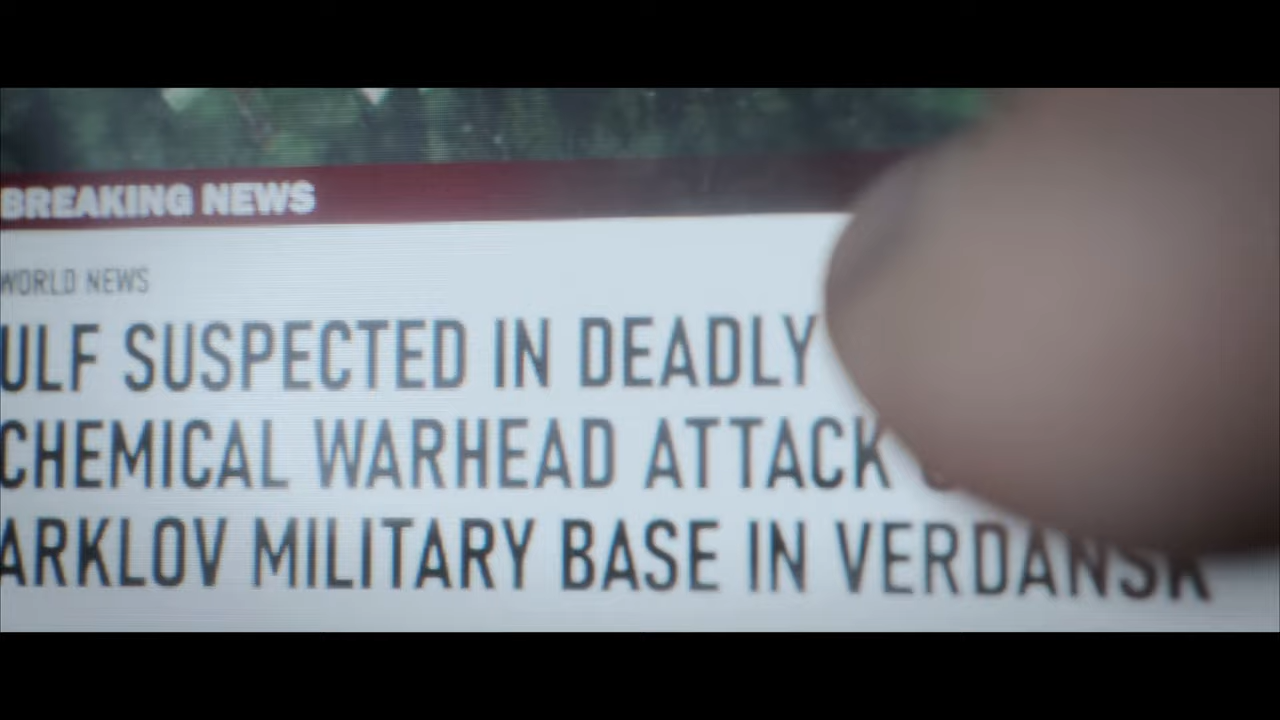 BREAKING NEWS
WORLD NEWS
ULF SUSPECTED IN DEADLY
CHEMICAL WARHEAD ATTACK
ARKLOV MILITARY BASE IN VERDANSK